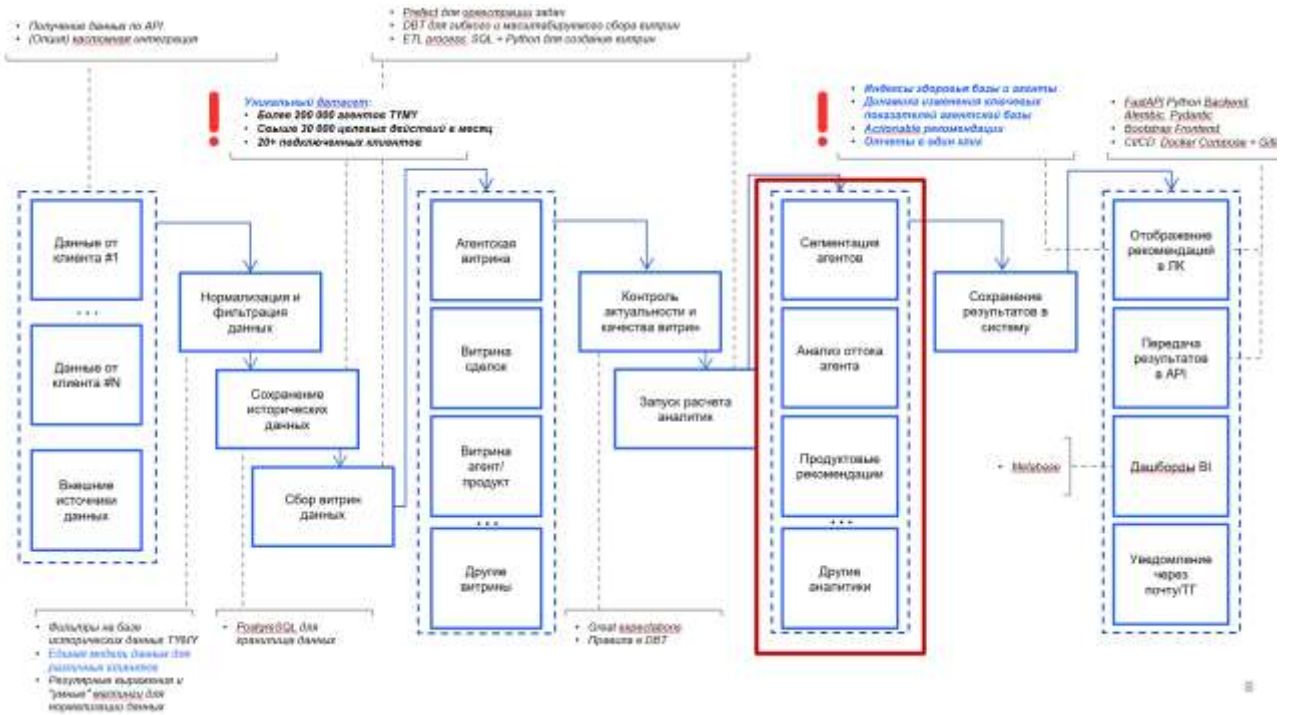 • Получение данных по API
• (Опция) кастомная интеграция
• Prefect для оркестрации задач
• DBT для гибкого и масштабируемого сбора витрин
• ETL process, SQL + Python для создания витрин
Уникальный датасет:
• Более 300 000 агентов TYMY
• Свыше 30 000 целевых действий в месяц
• 20+ подключенных клиентов
• Индексы здоровья базы и агенты
• Динамика изменения ключевых
показателей агентской базы
• Actionable рекомендации
• Отчеты в один клик
• FastAPI Python Backend,
Alembic, Pydantic
• Bootstrap Frontend
• CI/CD: Docker Compose +
Данные от
клиента #1
...
Данные от
клиента #N
Внешние
источники
данных
Нормализация и
фильтрация
данных
Сохранение
исторических
данных
Сбор витрин
данных
Агентская
витрина
Витрина
сделок
Витрина
агент/
продукт
...
Другие
витрины
Контроль
актуальности и
качества витрин
Запуск расчета
аналитик
Сегментация
агентов
Анализ оттока
агента
Продуктовые
рекомендации
...
Другие
аналитики
Сохранение
результатов в
систему
Отображение
рекомендаций
в ЛК
Передача
результатов
в API
• Metabase
Дашборды BI
Уведомление
через
почту/ТГ
• Фильтры на базе
исторических данных TYMY
• Единая модель данных для
различных клиентов
• Регулярные выражения и
"умные" маппинги для
нормализации данных
• PostgreSQL для
хранилища данных
• Great expectations
• Правила в DBT